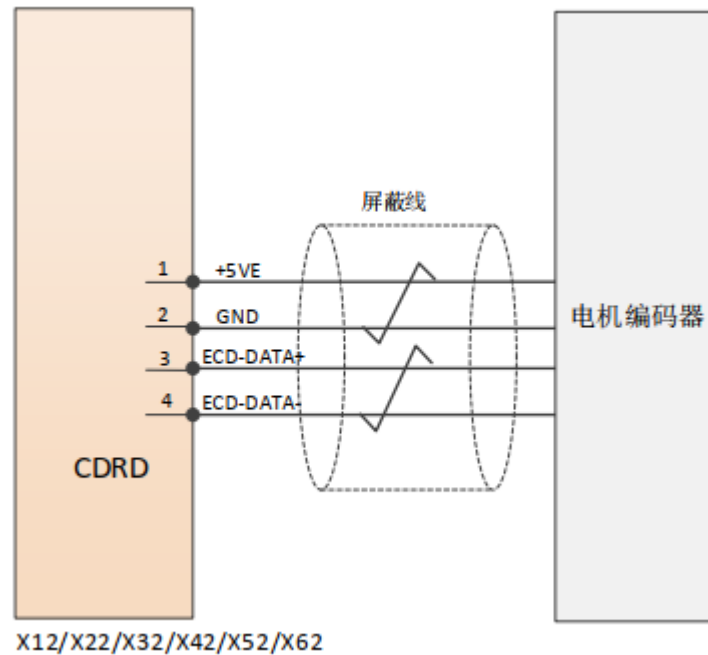 屏蔽线
1 +5VE
2 GND
3 ECD-DATA+
4 ECD-DATA-
电机编码器
CDRD
X12/X22/X32/X42/X52/X62